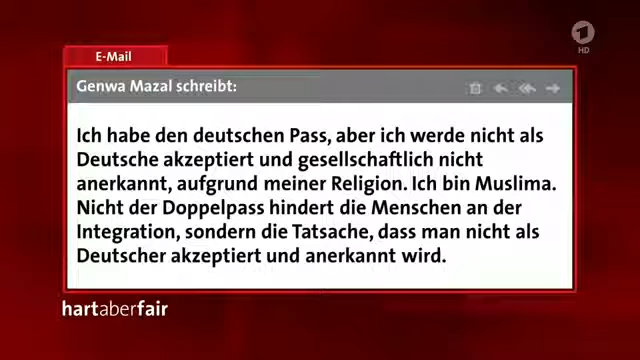 1
HD
E-Mail
Genwa Mazal schreibt:
Ich habe den deutschen Pass, aber ich werde nicht als
Deutsche akzeptiert und gesellschaftlich nicht
anerkannt, aufgrund meiner Religion. Ich bin Muslima.
Nicht der Doppelpass hindert die Menschen an der
Integration, sondern die Tatsache, dass man nicht als
Deutscher akzeptiert und anerkannt wird.
hartaberfair